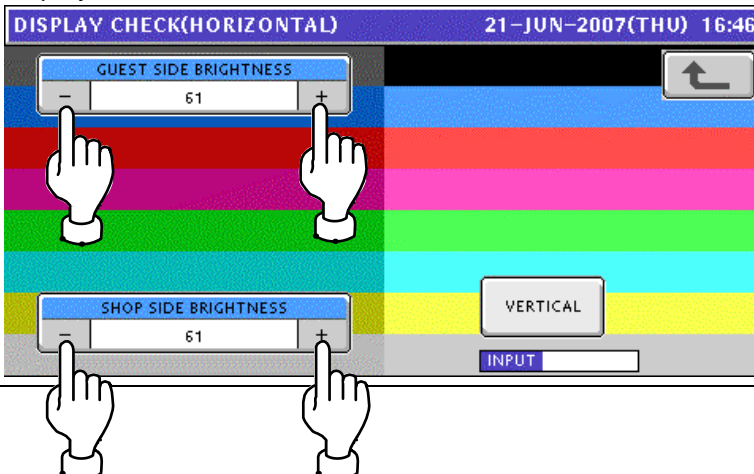 DISPLAY CHECK(HORIZONTAL) 21-JUN-2007(THU) 16:46
GUEST SIDE BRIGHTNESS
- 61 +
SHOP SIDE BRIGHTNESS
- 61 +
VERTICAL
INPUT